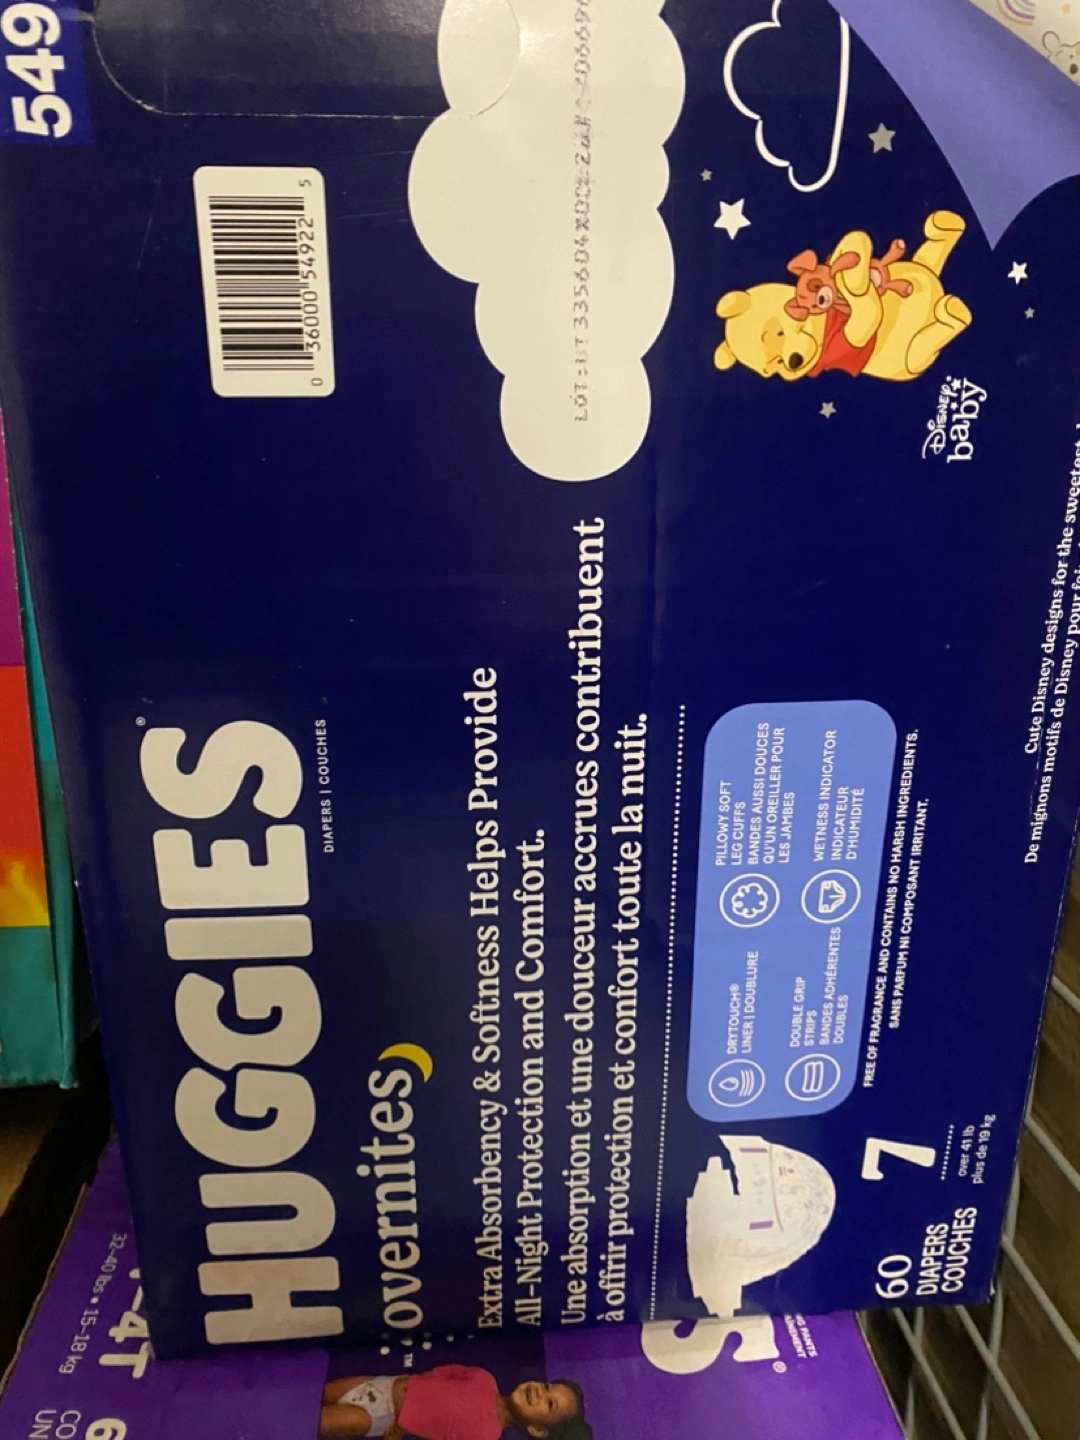 HUGGIES®
DIAPERS | COUCHES
overnites
™
Extra Absorbency & Softness Helps Provide
All-Night Protection and Comfort.
Une absorption et une douceur accrues contribuent
à offrir protection et confort toute la nuit.
DRYTOUCH®
LINER | DOUBLURE
PILLOWY SOFT
LEG CUFFS
BANDES AUSSI DOUCES
QU'UN OREILLER POUR
LES JAMBES
DOUBLE GRIP
STRIPS
BANDES ADHÉRENTES
DOUBLES
WETNESS INDICATOR
INDICATEUR
D'HUMIDITÉ
FREE OF FRAGRANCE AND CONTAINS NO HARSH INGREDIENTS.
SANS PARFUM NI COMPOSANT IRRITANT.
60
DIAPERS
COUCHES
7
over 41 lb
plus de 19 kg
Cute Disney designs for the
De mignons motifs de Disney pour
Disney
baby
0 36000 54922 5
549
32-40 lbs • 15-18 kg
4T
6
CO
UN